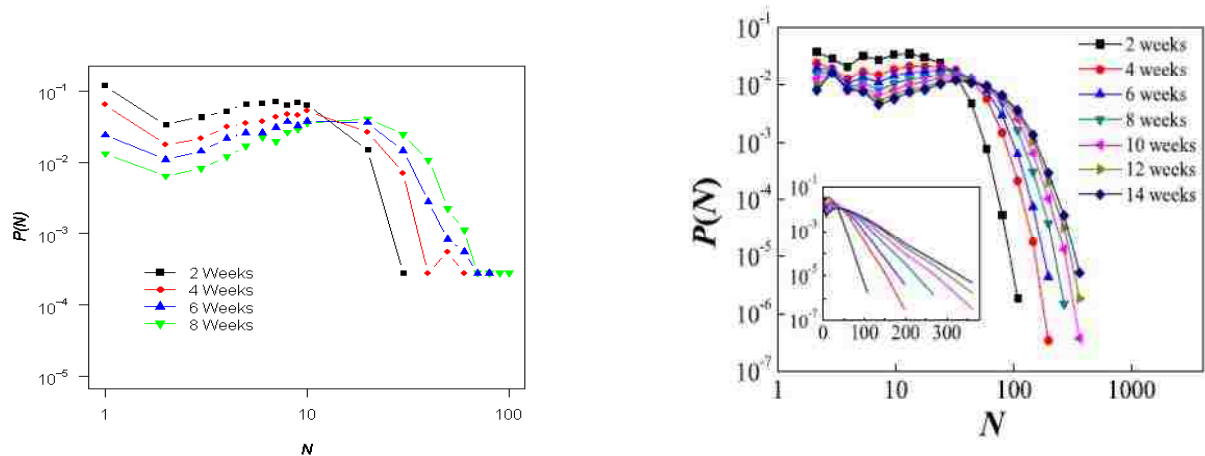 10⁻¹
10⁻²
10⁻³
10⁻⁴
10⁻⁵
P(N)
2 Weeks
4 Weeks
6 Weeks
8 Weeks
1 10 100
N
10⁻¹
10⁻²
10⁻³
10⁻⁴
10⁻⁵
10⁻⁶
10⁻⁷
P(N)
2 weeks
4 weeks
6 weeks
8 weeks
10 weeks
12 weeks
14 weeks
10⁻¹
10⁻³
10⁻⁵
10⁻⁷
0 100 200 300
1 10 100 1000
N